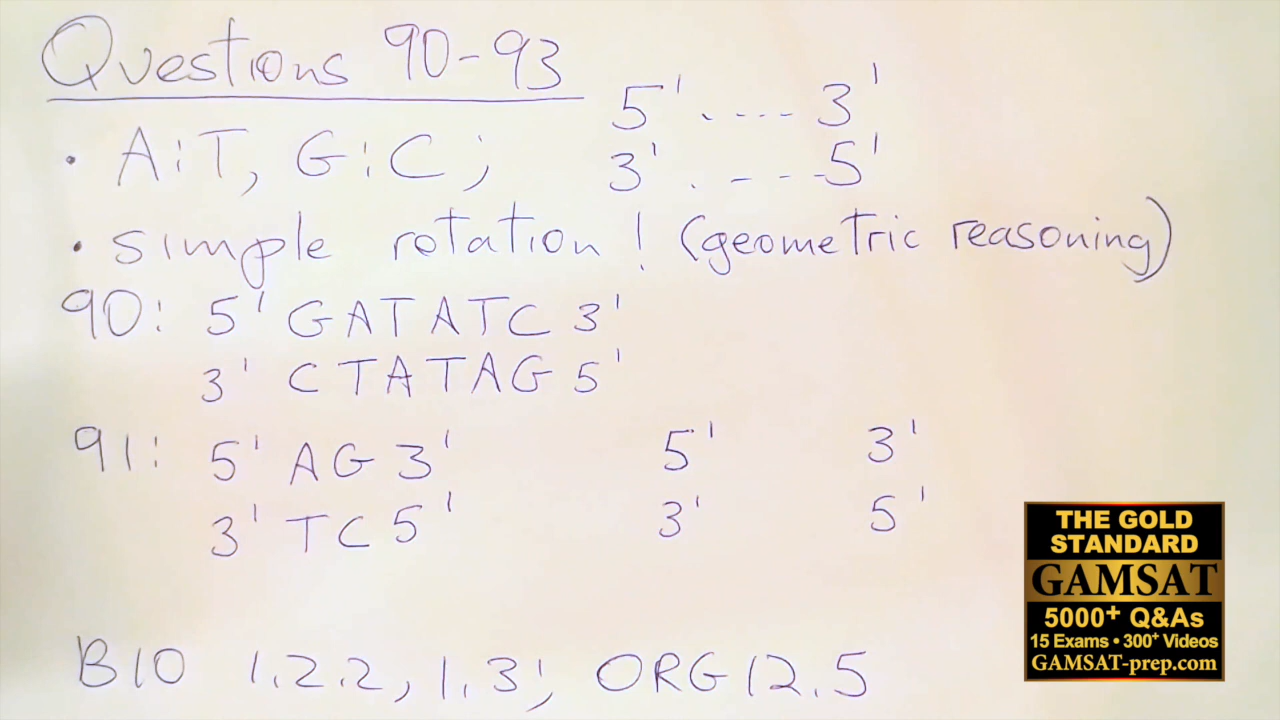 Questions 90-93
5' ---- 3'
• A:T, G:C; 3' ---- 5'
• simple rotation! (geometric reasoning)
90: 5' GATATC 3'
3' CTATAG 5'
91: 5' AG 3' 5' 3'
3' TC 5' 3' 5'
BIO 1.2.2, 1.3; ORG 12.5
THE GOLD
STANDARD
GAMSAT
5000+ Q&As
15 Exams • 300+ Videos
GAMSAT-prep.com